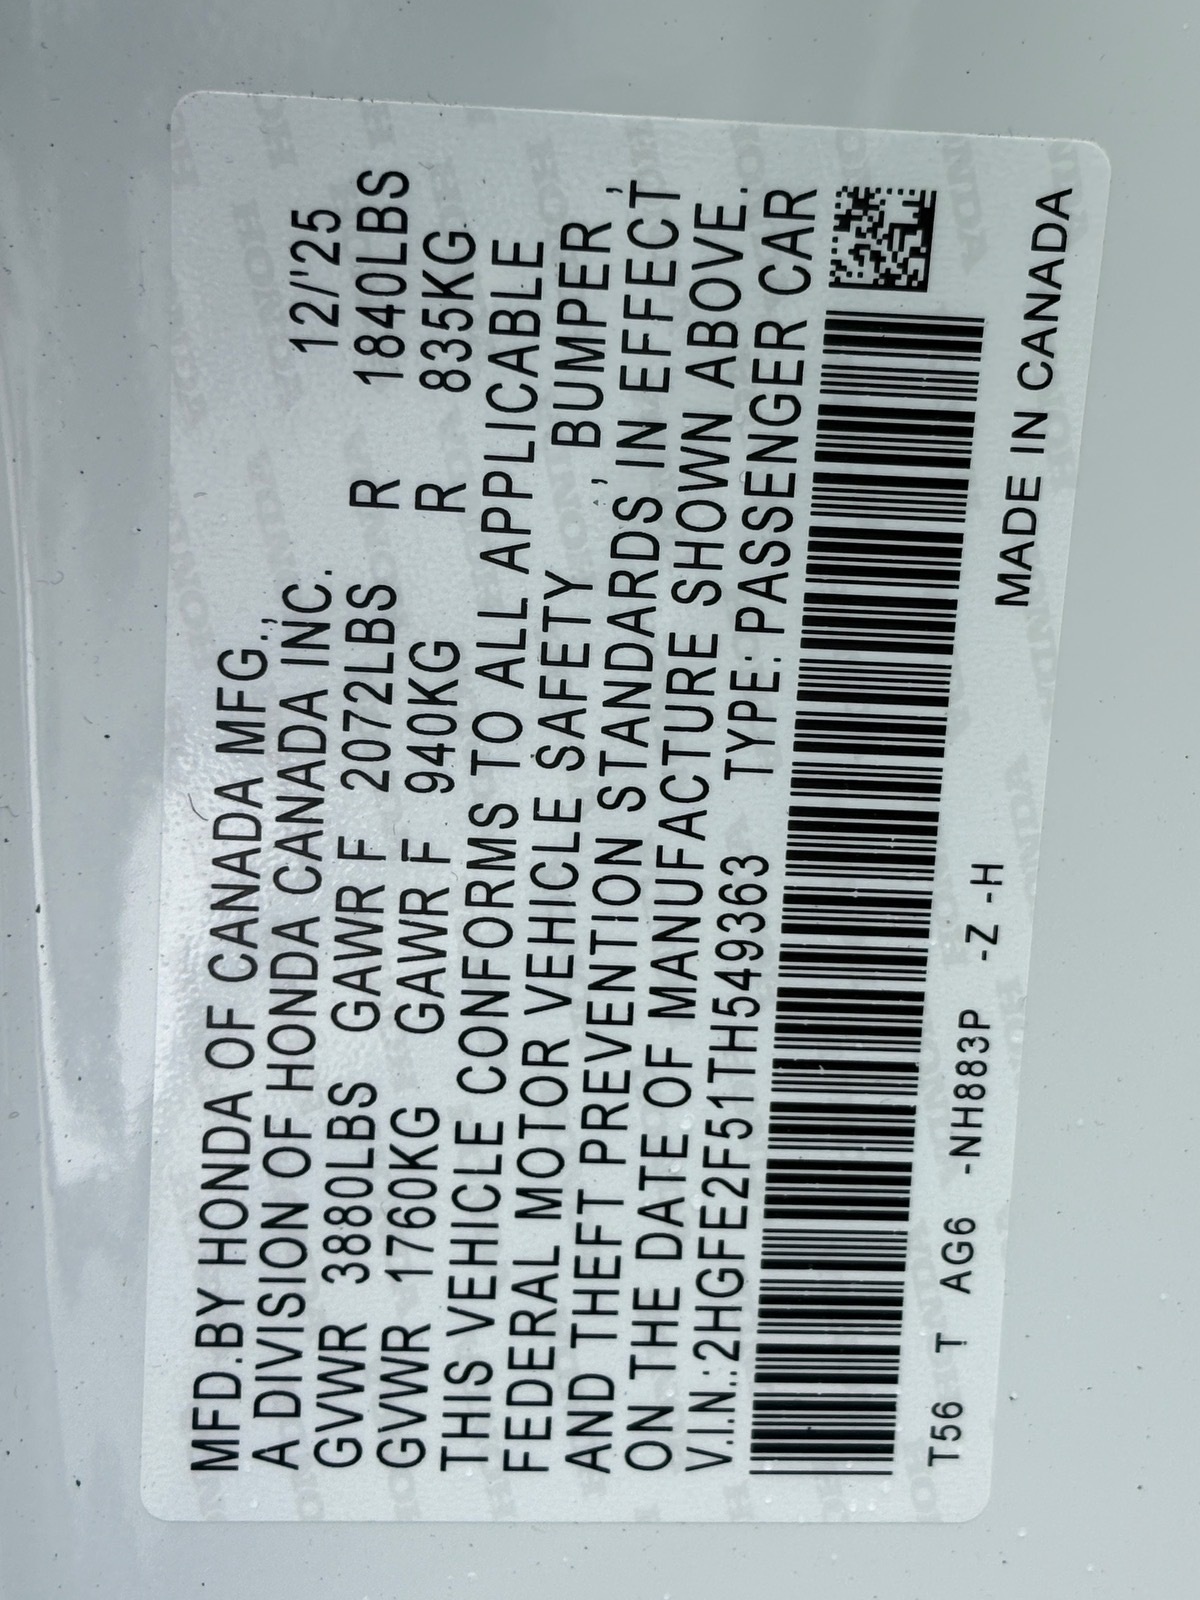 MFD.BY HONDA OF CANADA MFG.,
A DIVISION OF HONDA CANADA INC. 12/'25
GVWR 3880LBS GAWR F 2072LBS R 1840LBS
GVWR 1760KG GAWR F 940KG R 835KG
THIS VEHICLE CONFORMS TO ALL APPLICABLE
FEDERAL MOTOR VEHICLE SAFETY, BUMPER,
AND THEFT PREVENTION STANDARDS IN EFFECT
ON THE DATE OF MANUFACTURE SHOWN ABOVE.
V.I.N.:2HGFE2F51TH549363 TYPE:PASSENGER CAR
T56 T AG6 -NH883P -Z -H MADE IN CANADA